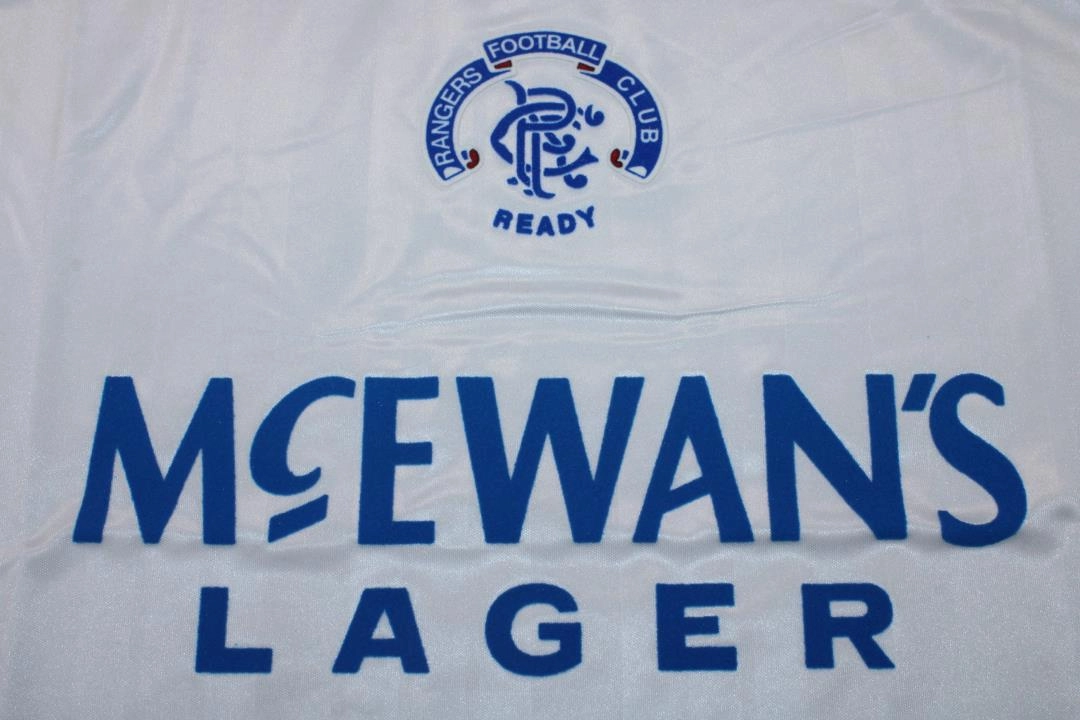 RANGERS FOOTBALL CLUB
READY
McEWAN'S
LAGER